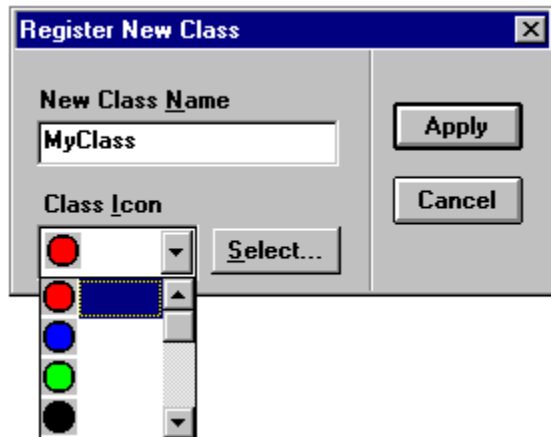 Register New Class
New Class Name
MyClass
Apply
Class Icon
Cancel
Select...